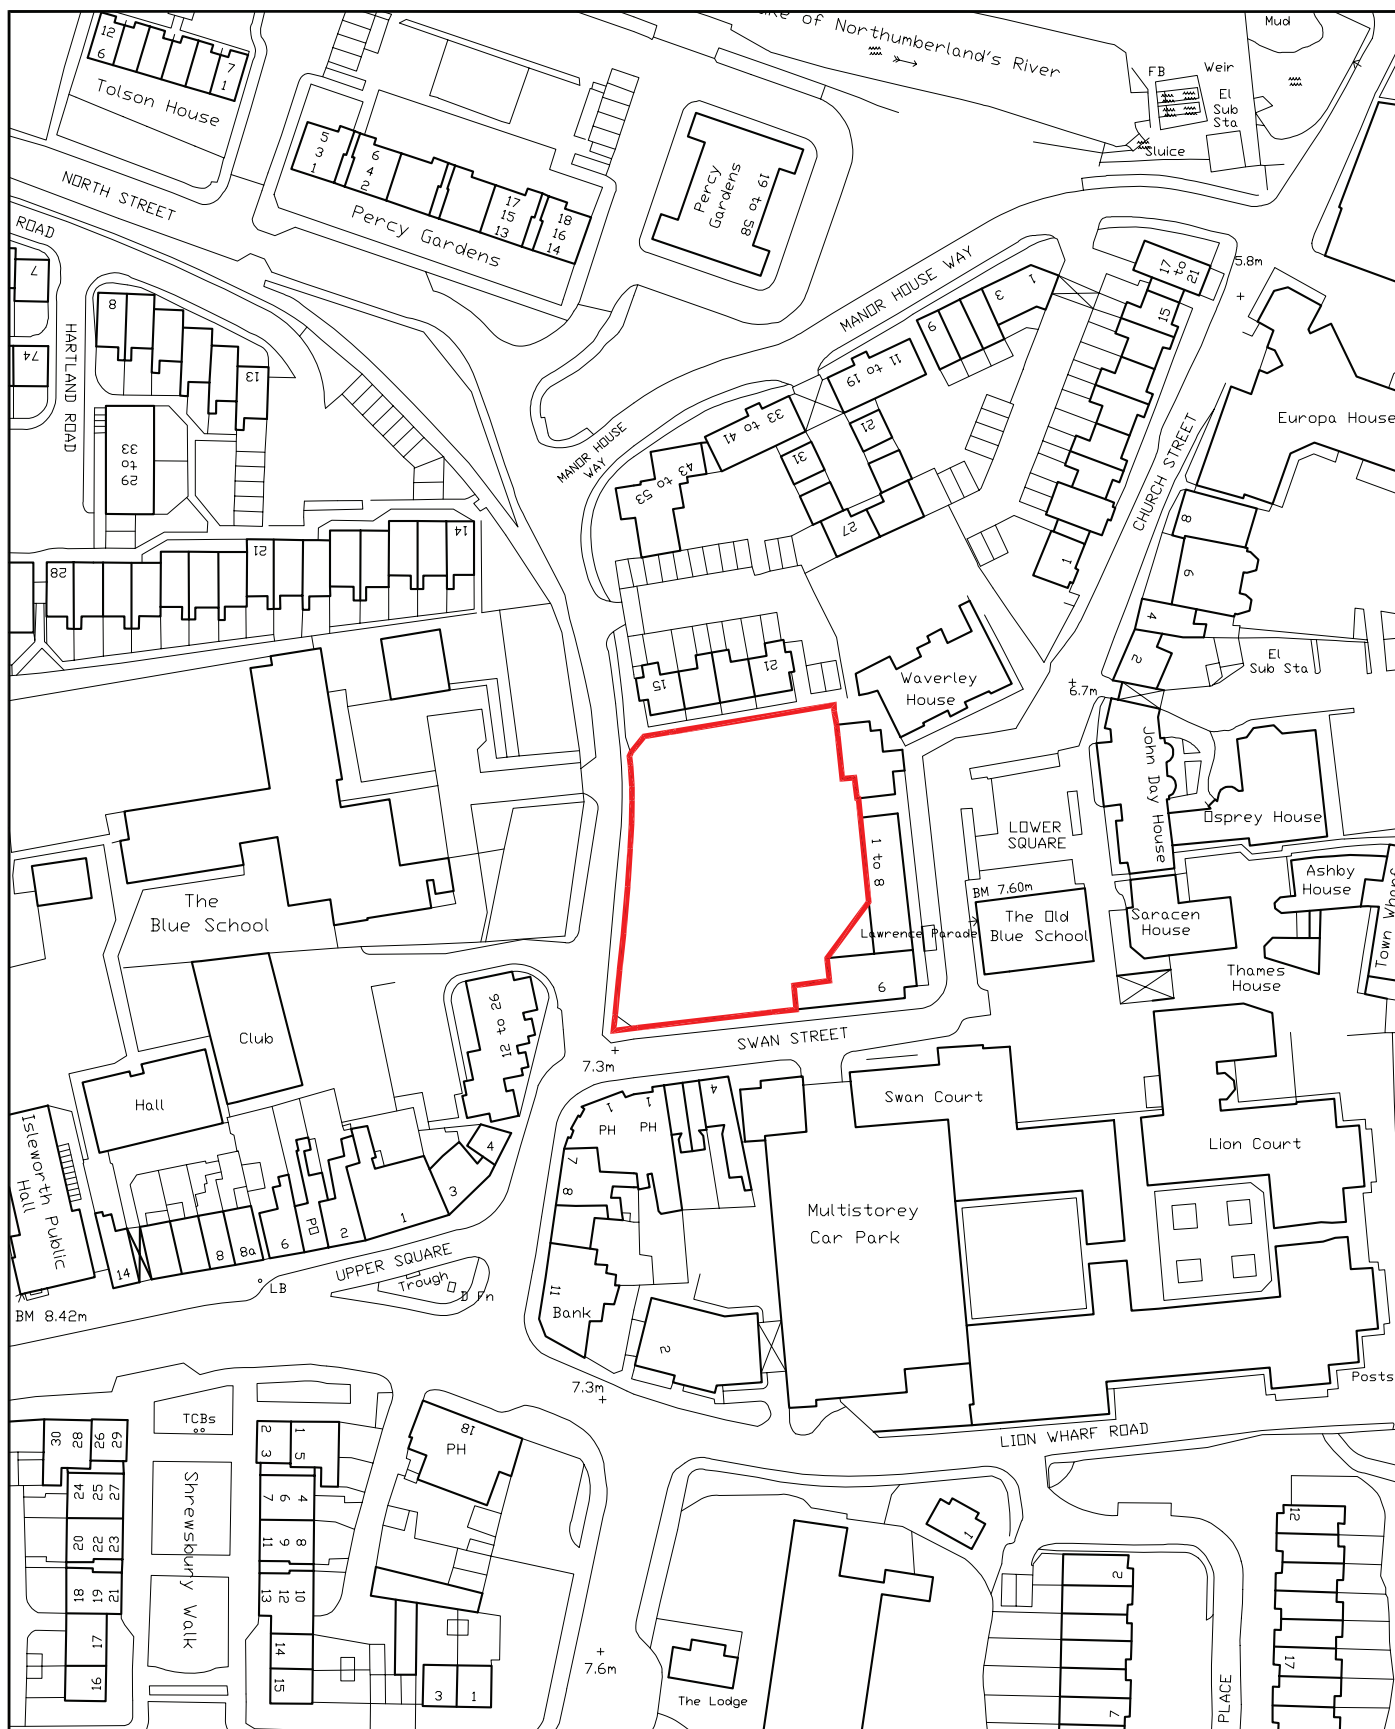 12
6
7
1
Tolson House
ke of Northumberland's River
Mud
FB
Weir
El
Sub
Sta
Sluice
NORTH STREET
5
3
1
6
4
2
17
15
13
18
16
14
Percy Gardens
Percy
Gardens
19 to 58
ROAD
7
74
HARTLAND ROAD
8
13
33
to
29
MANOR HOUSE WAY
MANOR HOUSE
WAY
17
to
21
15
5.8m
1
3
9
11 to 19
33 to 41
21
31
27
43 to 53
CHURCH STREET
Europa House
1
8
6
4
2
El
Sub Sta
6.7m
28
21
14
15
21
Waverley
House
John Day House
Osprey House
LOWER
SQUARE
1 to 8
BM 7.60m
The Old
Blue School
Lawrence Parade
6
Ashby
House
Saracen
House
Thames
House
Town Wharf
The
Blue School
Club
Hall
12 to 26
7.3m
SWAN STREET
Swan Court
Lion Court
Multistorey
Car Park
Isleworth Public
Hall
14
8
8a
6
PO
2
1
3
4
1
PH
1
PH
4
7
8
11
Bank
2
UPPER SQUARE
Trough
D Fn
LB
BM 8.42m
7.3m
Posts
LION WHARF ROAD
TCBs
30
28
26
29
24
25
27
20
22
23
18
19
21
17
16
Shrewsbury Walk
2
3
1
5
7
6
4
11
9
8
13
12
10
14
15
18
PH
3
1
7.6m
The Lodge
1
2
7
12
17
PLACE